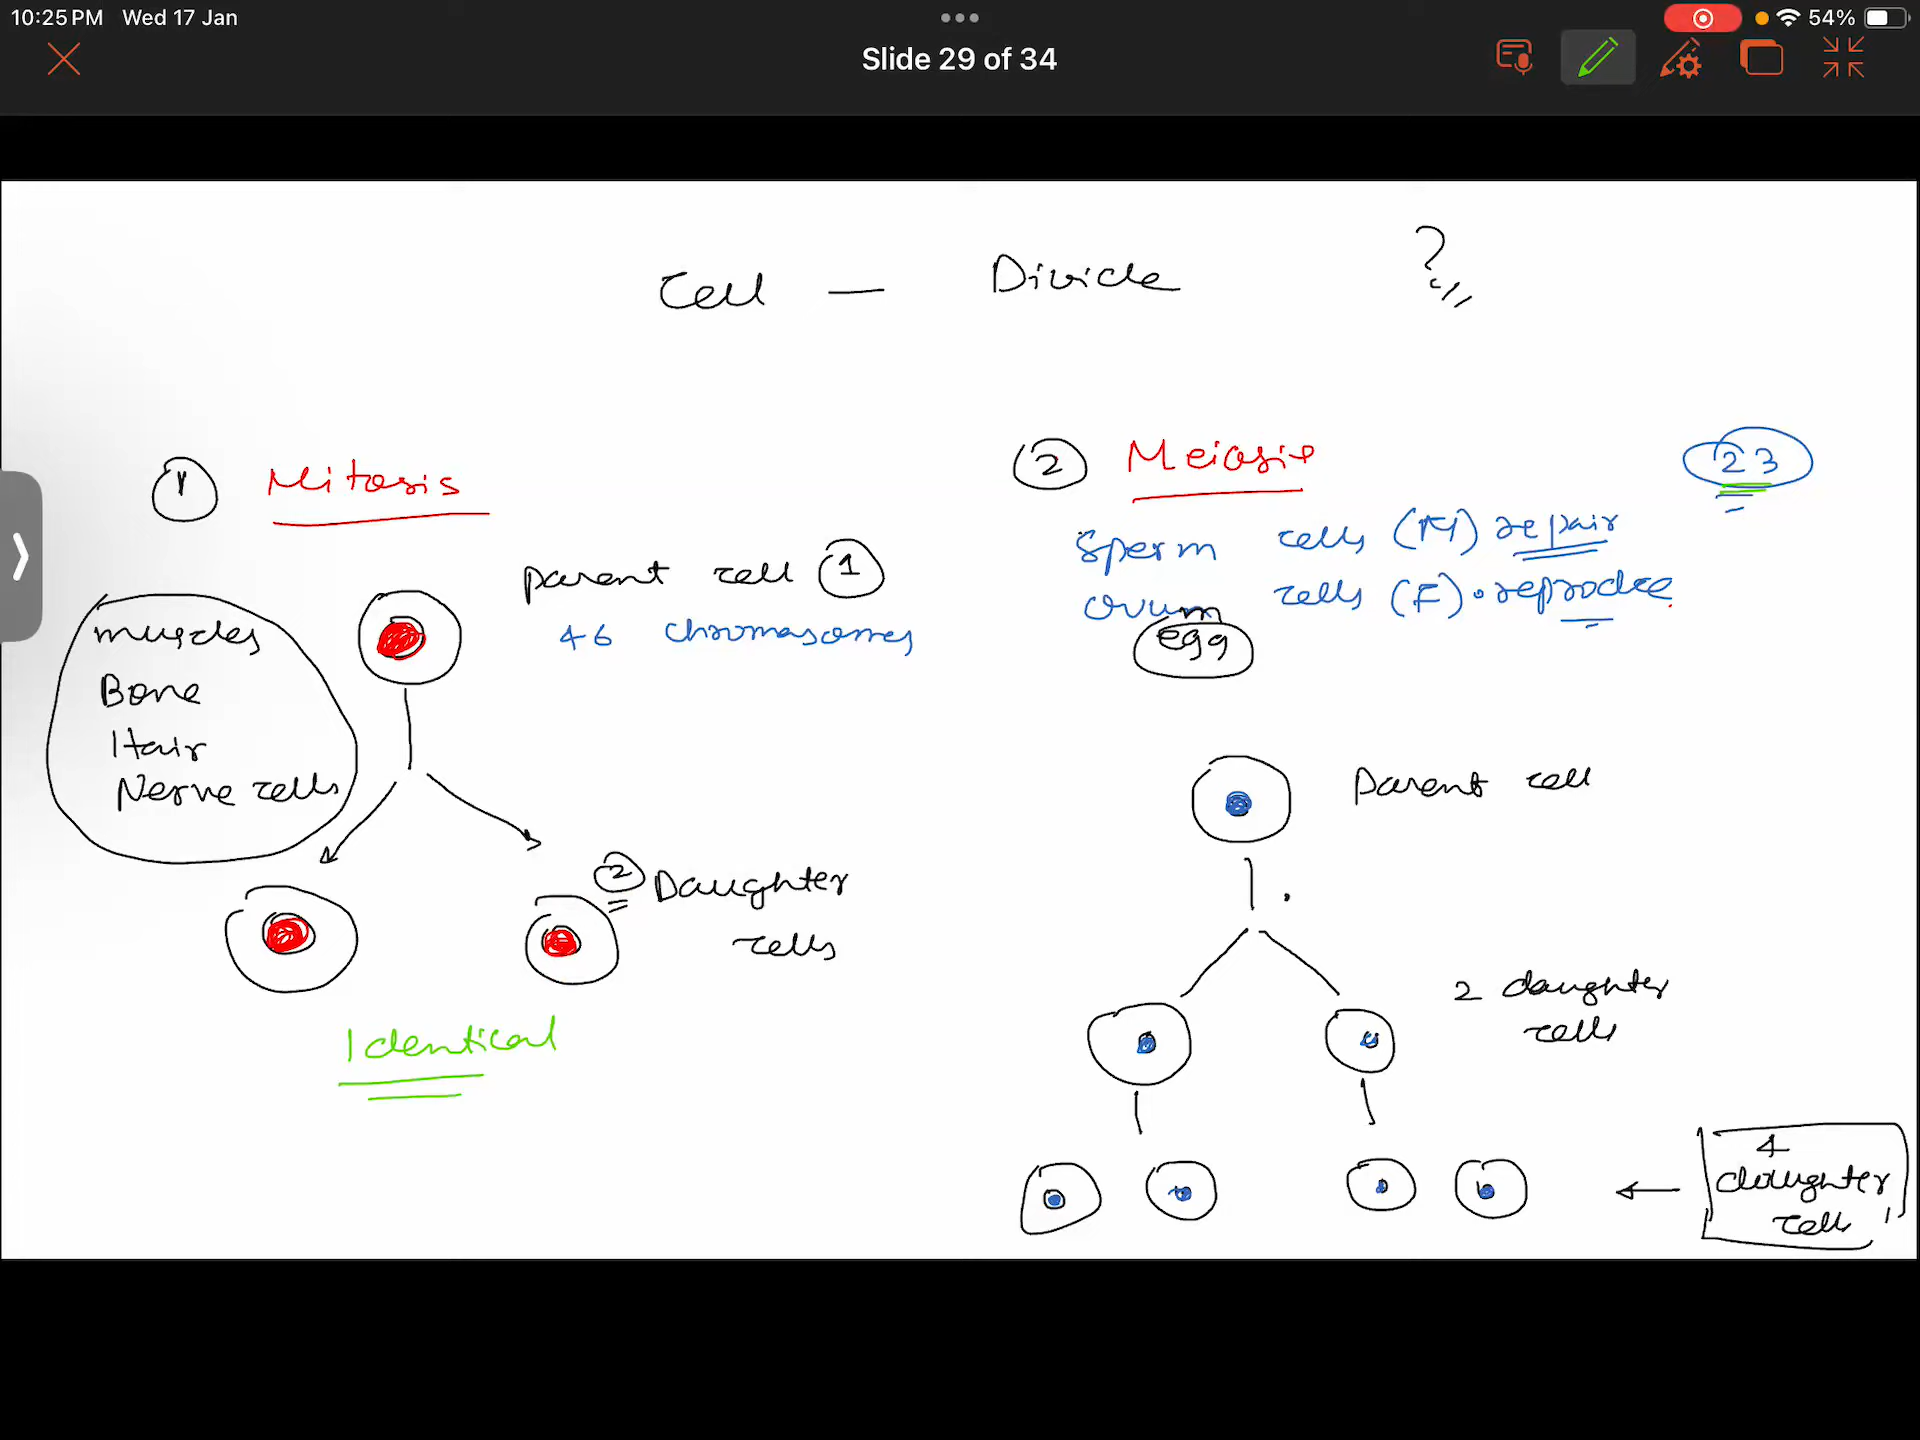 10:25 PM Wed 17 Jan
54%
Slide 29 of 34
Cell — Divide ?
1 Mitosis
Parent cell 1
46 chromosomes
muscles
Bone
Hair
Nerve cells
2 Daughter
cells
Identical
2 Meiosis
23
Sperm cells (M) repair
Ovum cells (F) • reprodce
egg
Parent cell
2 daughter
cells
4
daughter
cell